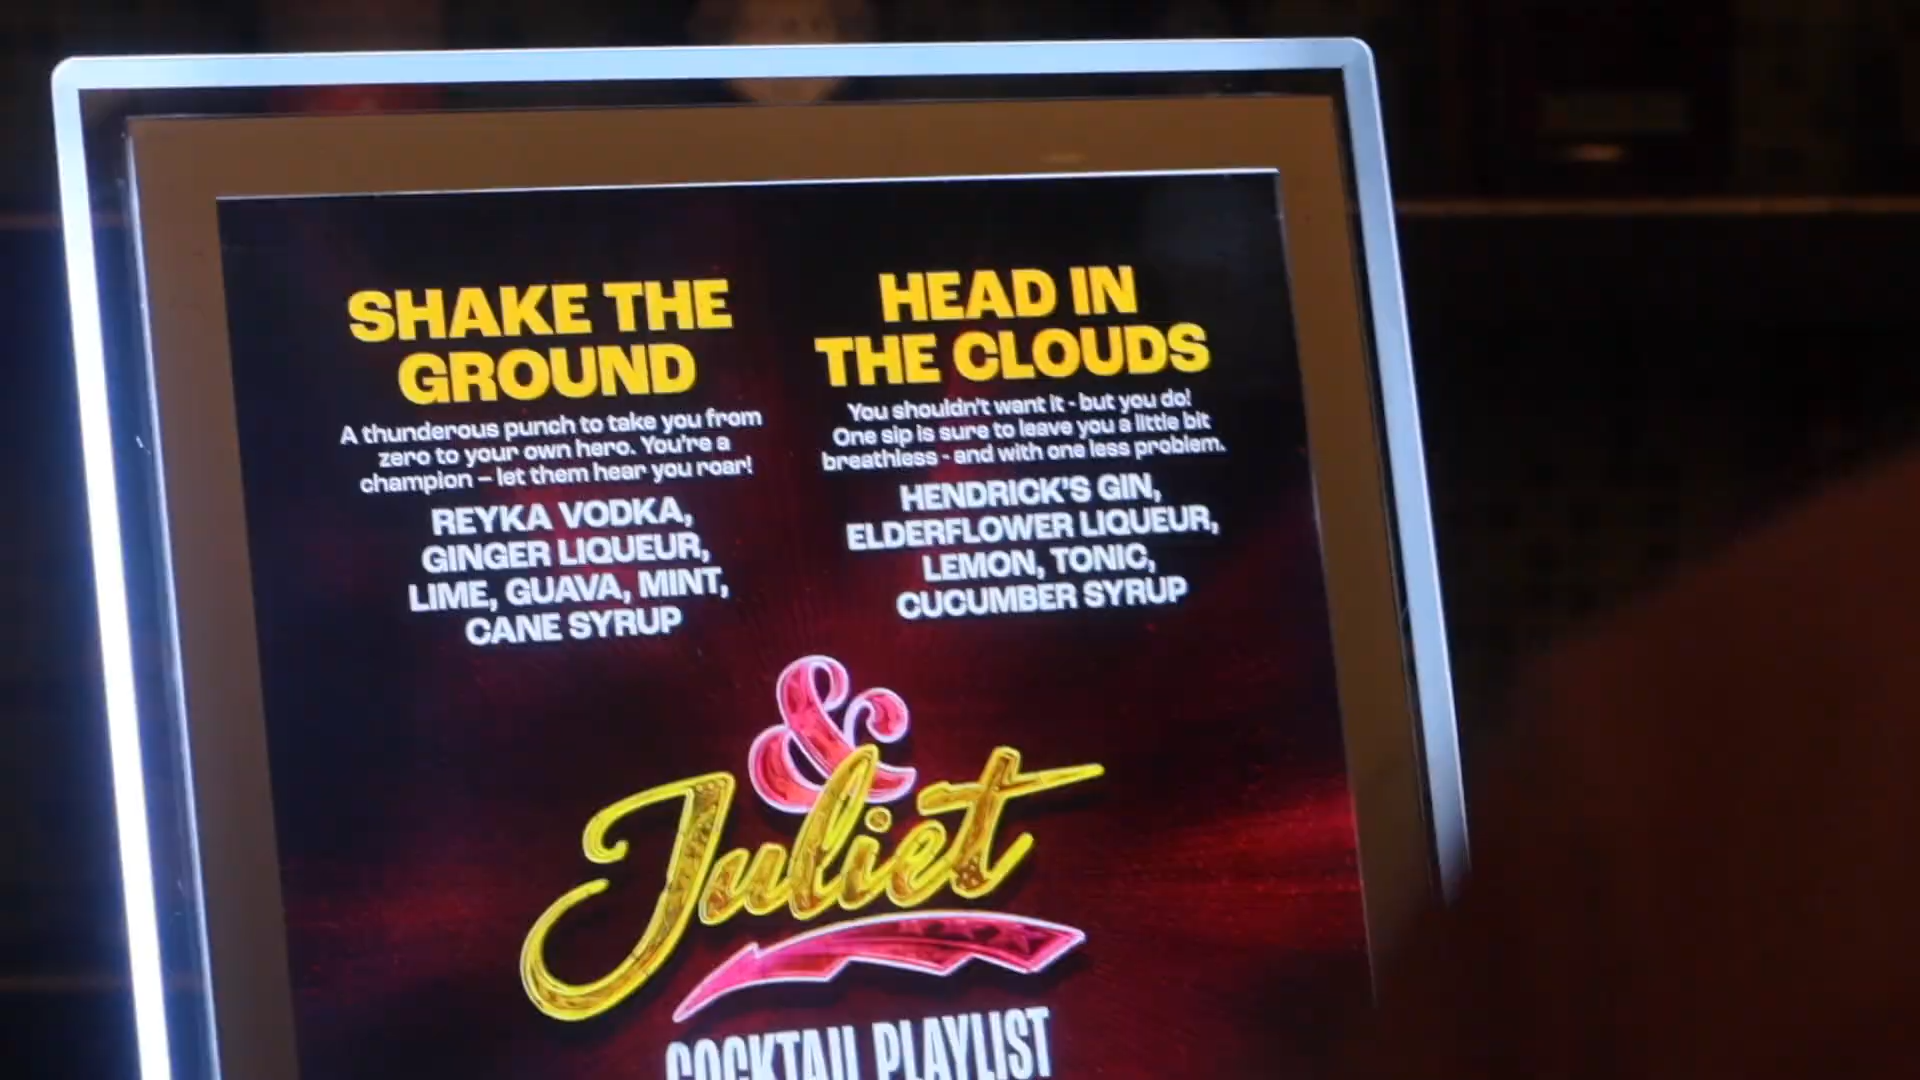 SHAKE THE
GROUND
A thunderous punch to take you from
zero to your own hero. You're a
champion – let them hear you roar!
REYKA VODKA,
GINGER LIQUEUR,
LIME, GUAVA, MINT,
CANE SYRUP
HEAD IN
THE CLOUDS
You shouldn't want it - but you do!
One sip is sure to leave you a little bit
breathless - and with one less problem.
HENDRICK'S GIN,
ELDERFLOWER LIQUEUR,
LEMON, TONIC,
CUCUMBER SYRUP
&
Juliet
COCKTAIL PLAYLIST